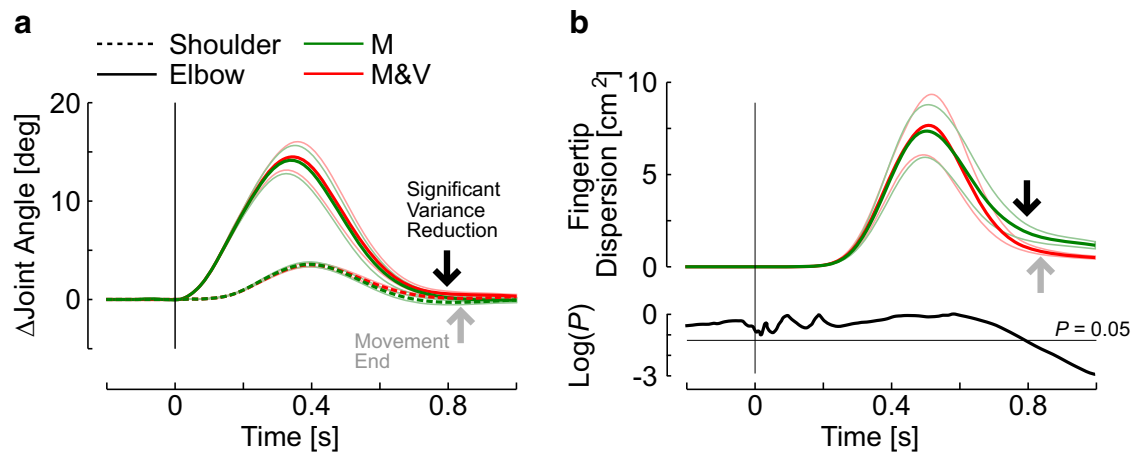 a
Shoulder
Elbow
M
M&V
20
10
0
ΔJoint Angle [deg]
Significant
Variance
Reduction
Movement
End
0
0.4
0.8
Time [s]
b
10
5
0
Fingertip
Dispersion [cm²]
0
-3
Log(P)
P = 0.05
0
0.4
0.8
Time [s]